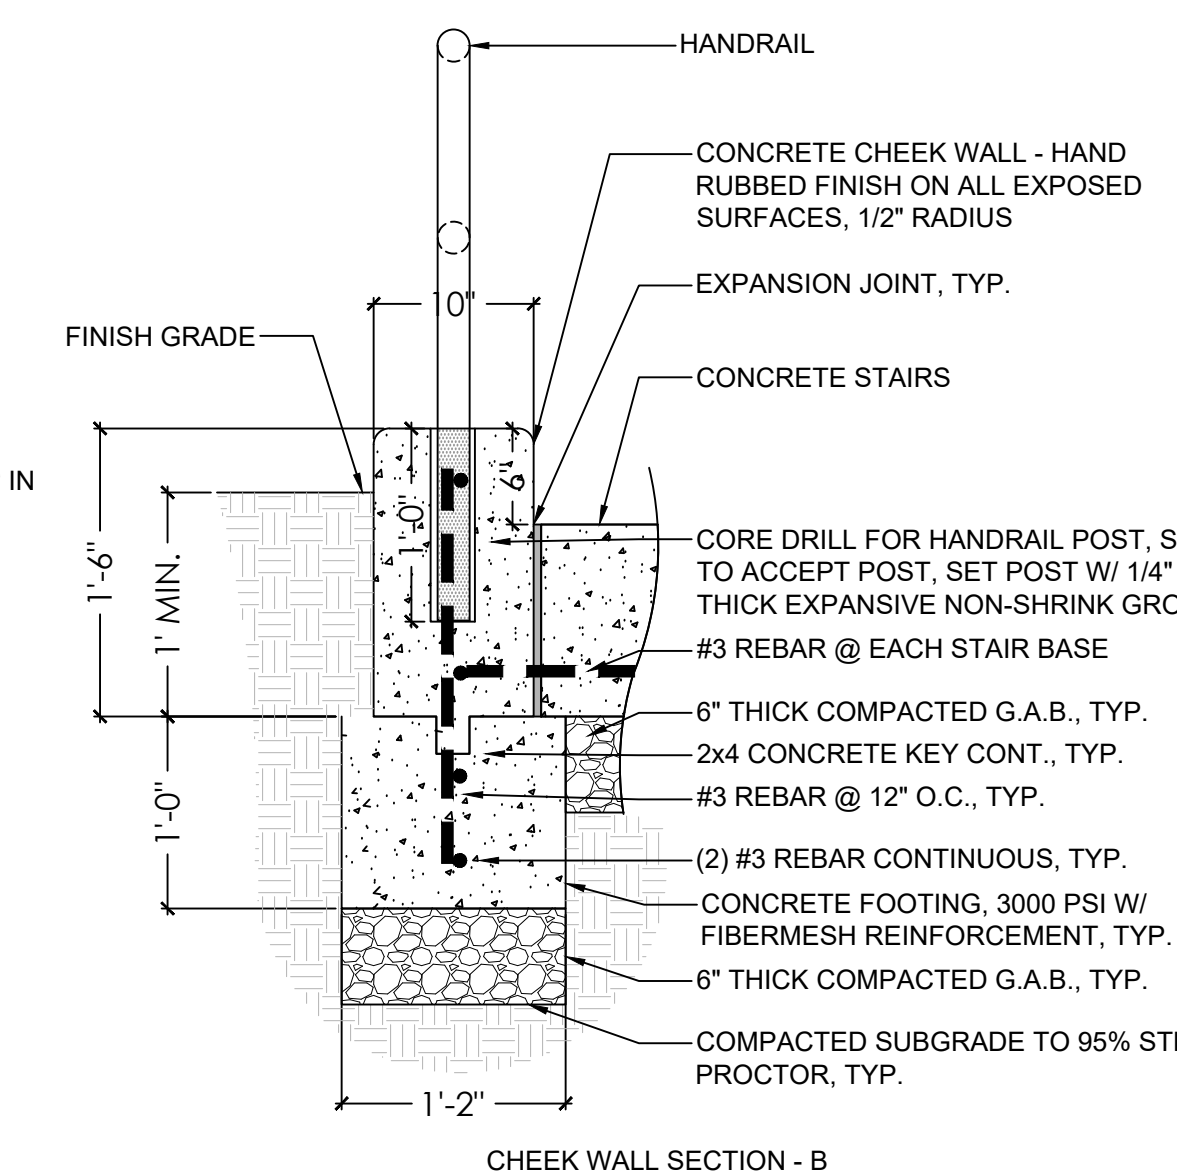 HANDRAIL
CONCRETE CHEEK WALL - HAND
RUBBED FINISH ON ALL EXPOSED
SURFACES, 1/2" RADIUS
EXPANSION JOINT, TYP.
10"
FINISH GRADE
CONCRETE STAIRS
IN
6"
1'-0"
1'-6"
1' MIN.
CORE DRILL FOR HANDRAIL POST, S
TO ACCEPT POST, SET POST W/ 1/4"
THICK EXPANSIVE NON-SHRINK GRO
#3 REBAR @ EACH STAIR BASE
6" THICK COMPACTED G.A.B., TYP.
2x4 CONCRETE KEY CONT., TYP.
#3 REBAR @ 12" O.C., TYP.
1'-0"
(2) #3 REBAR CONTINUOUS, TYP.
CONCRETE FOOTING, 3000 PSI W/
FIBERMESH REINFORCEMENT, TYP.
6" THICK COMPACTED G.A.B., TYP.
COMPACTED SUBGRADE TO 95% ST
PROCTOR, TYP.
1'-2"
CHEEK WALL SECTION - B